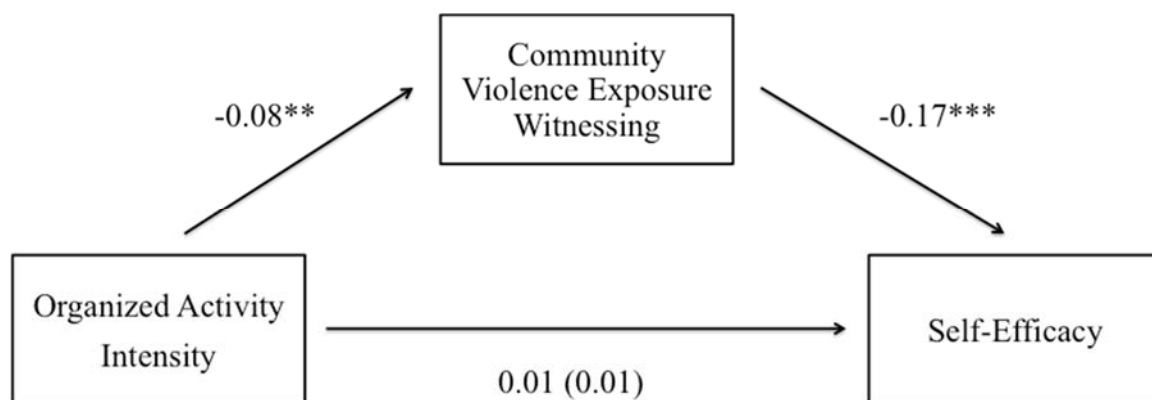 Community
Violence Exposure
Witnessing
-0.08**
-0.17***
Organized Activity
Intensity
Self-Efficacy
0.01 (0.01)